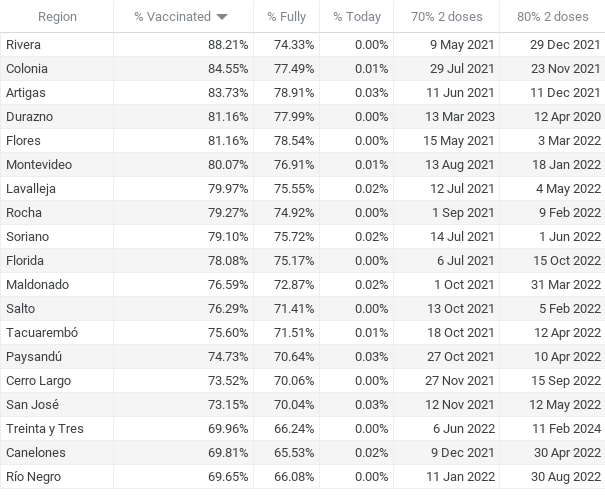 Region % Vaccinated % Fully % Today 70% 2 doses 80% 2 doses
Rivera 88.21% 74.33% 0.00% 9 May 2021 29 Dec 2021
Colonia 84.55% 77.49% 0.01% 29 Jul 2021 23 Nov 2021
Artigas 83.73% 78.91% 0.03% 11 Jun 2021 11 Dec 2021
Durazno 81.16% 77.99% 0.00% 13 Mar 2023 12 Apr 2020
Flores 81.16% 78.54% 0.00% 15 May 2021 3 Mar 2022
Montevideo 80.07% 76.91% 0.01% 13 Aug 2021 18 Jan 2022
Lavalleja 79.97% 75.55% 0.02% 12 Jul 2021 4 May 2022
Rocha 79.27% 74.92% 0.00% 1 Sep 2021 9 Feb 2022
Soriano 79.10% 75.72% 0.02% 14 Jul 2021 1 Jun 2022
Florida 78.08% 75.17% 0.00% 6 Jul 2021 15 Oct 2022
Maldonado 76.59% 72.87% 0.02% 1 Oct 2021 31 Mar 2022
Salto 76.29% 71.41% 0.00% 13 Oct 2021 5 Feb 2022
Tacuarembó 75.60% 71.51% 0.01% 18 Oct 2021 12 Apr 2022
Paysandú 74.73% 70.64% 0.03% 27 Oct 2021 10 Apr 2022
Cerro Largo 73.52% 70.06% 0.00% 27 Nov 2021 15 Sep 2022
San José 73.15% 70.04% 0.03% 12 Nov 2021 12 May 2022
Treinta y Tres 69.96% 66.24% 0.00% 6 Jun 2022 11 Feb 2024
Canelones 69.81% 65.53% 0.02% 9 Dec 2021 30 Apr 2022
Río Negro 69.65% 66.08% 0.00% 11 Jan 2022 30 Aug 2022